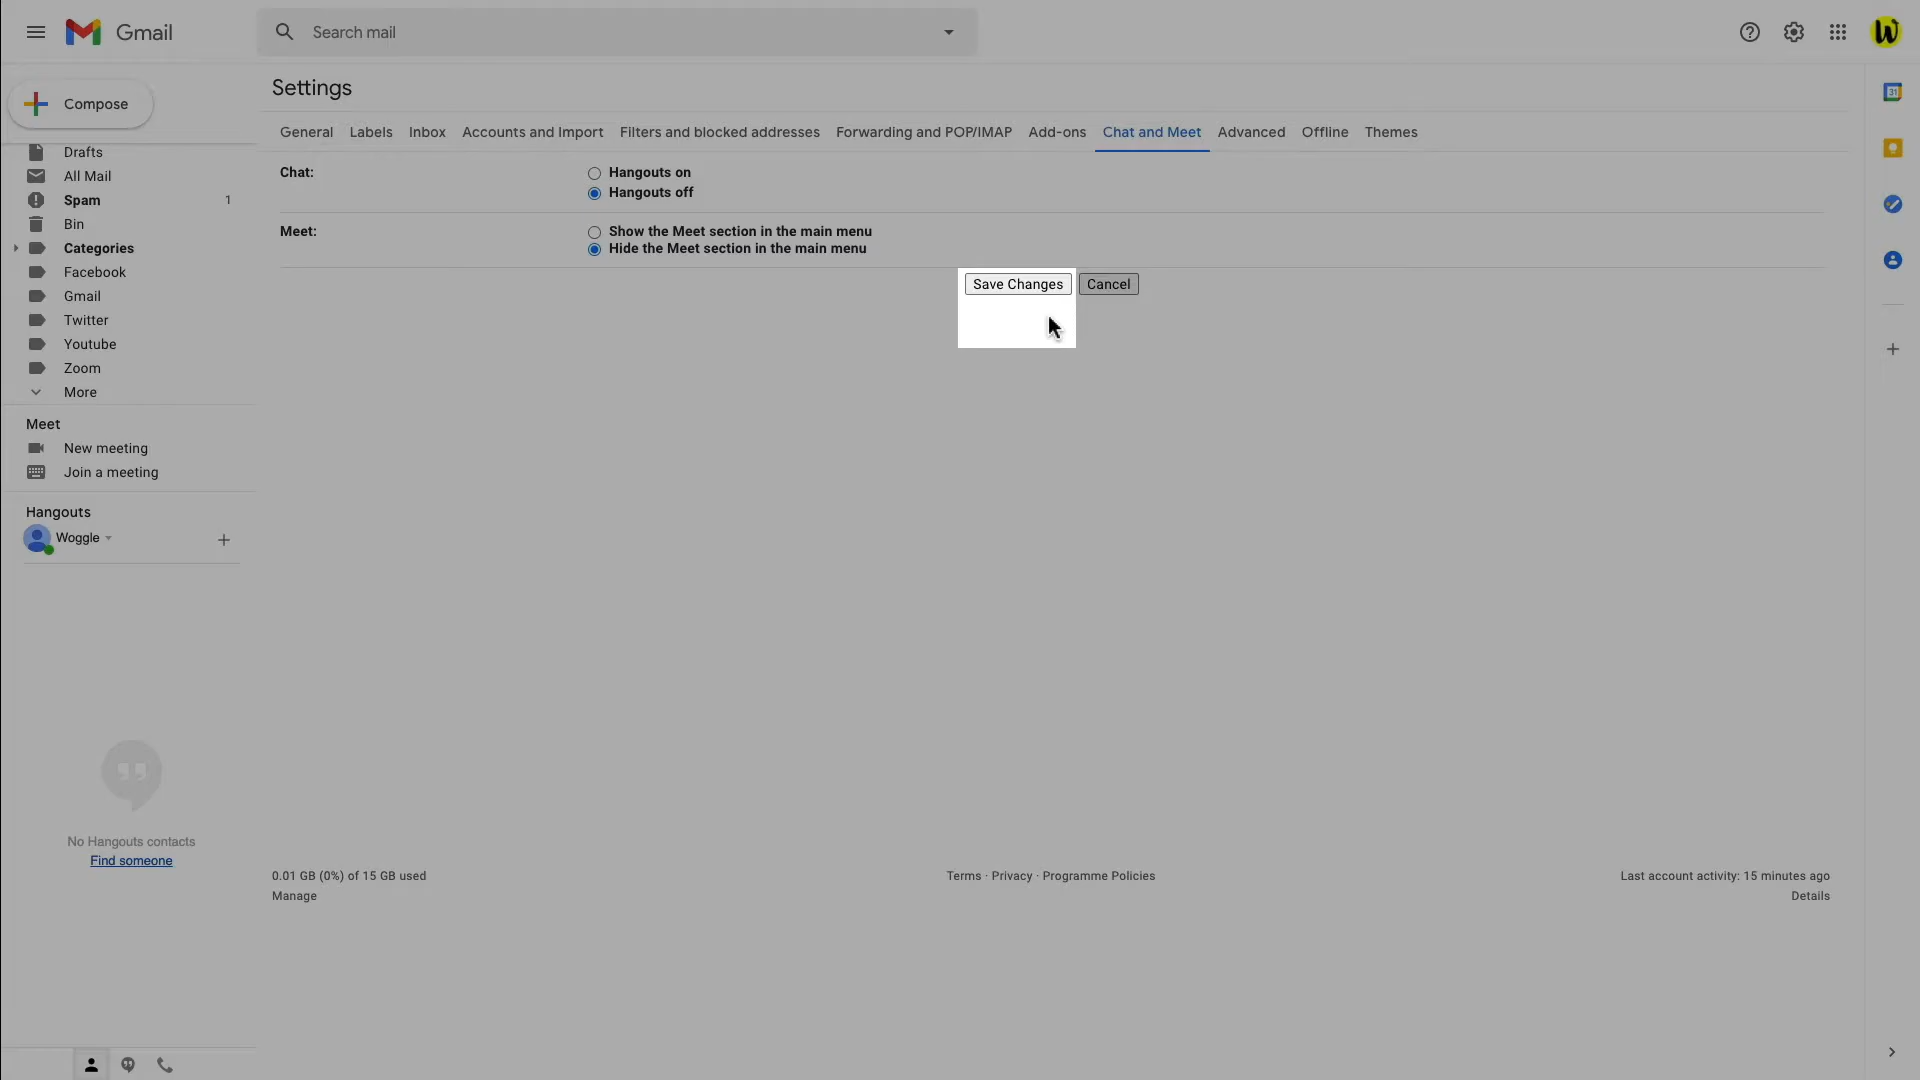 Gmail
Search mail
Compose
Settings
General Labels Inbox Accounts and Import Filters and blocked addresses Forwarding and POP/IMAP Add-ons Chat and Meet Advanced Offline Themes
Chat:
Hangouts on
Hangouts off
Meet:
Show the Meet section in the main menu
Hide the Meet section in the main menu
Save Changes Cancel
Drafts
All Mail
Spam 1
Bin
Categories
Facebook
Gmail
Twitter
Youtube
Zoom
More
Meet
New meeting
Join a meeting
Hangouts
Woggle
No Hangouts contacts
Find someone
0.01 GB (0%) of 15 GB used
Manage
Terms · Privacy · Programme Policies
Last account activity: 15 minutes ago
Details
31
W